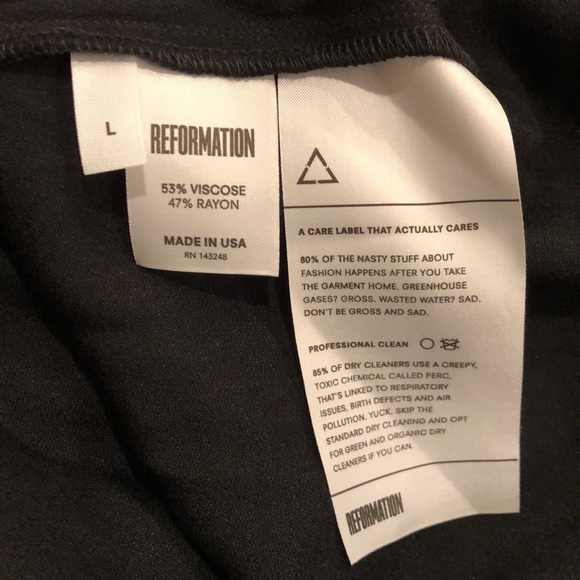 L
REFORMATION
53% VISCOSE
47% RAYON
MADE IN USA
RN 143248
A CARE LABEL THAT ACTUALLY CARES
80% OF THE NASTY STUFF ABOUT
FASHION HAPPENS AFTER YOU TAKE
THE GARMENT HOME. GREENHOUSE
GASES? GROSS. WASTED WATER? SAD.
DON'T BE GROSS AND SAD.
PROFESSIONAL CLEAN
85% OF DRY CLEANERS USE A CREEPY,
TOXIC CHEMICAL CALLED PERC,
THAT'S LINKED TO RESPIRATORY
ISSUES, BIRTH DEFECTS AND AIR
POLLUTION. YUCK. SKIP THE
STANDARD DRY CLEANING AND OPT
FOR GREEN AND ORGANIC DRY
CLEANERS IF YOU CAN.
REFORMATION